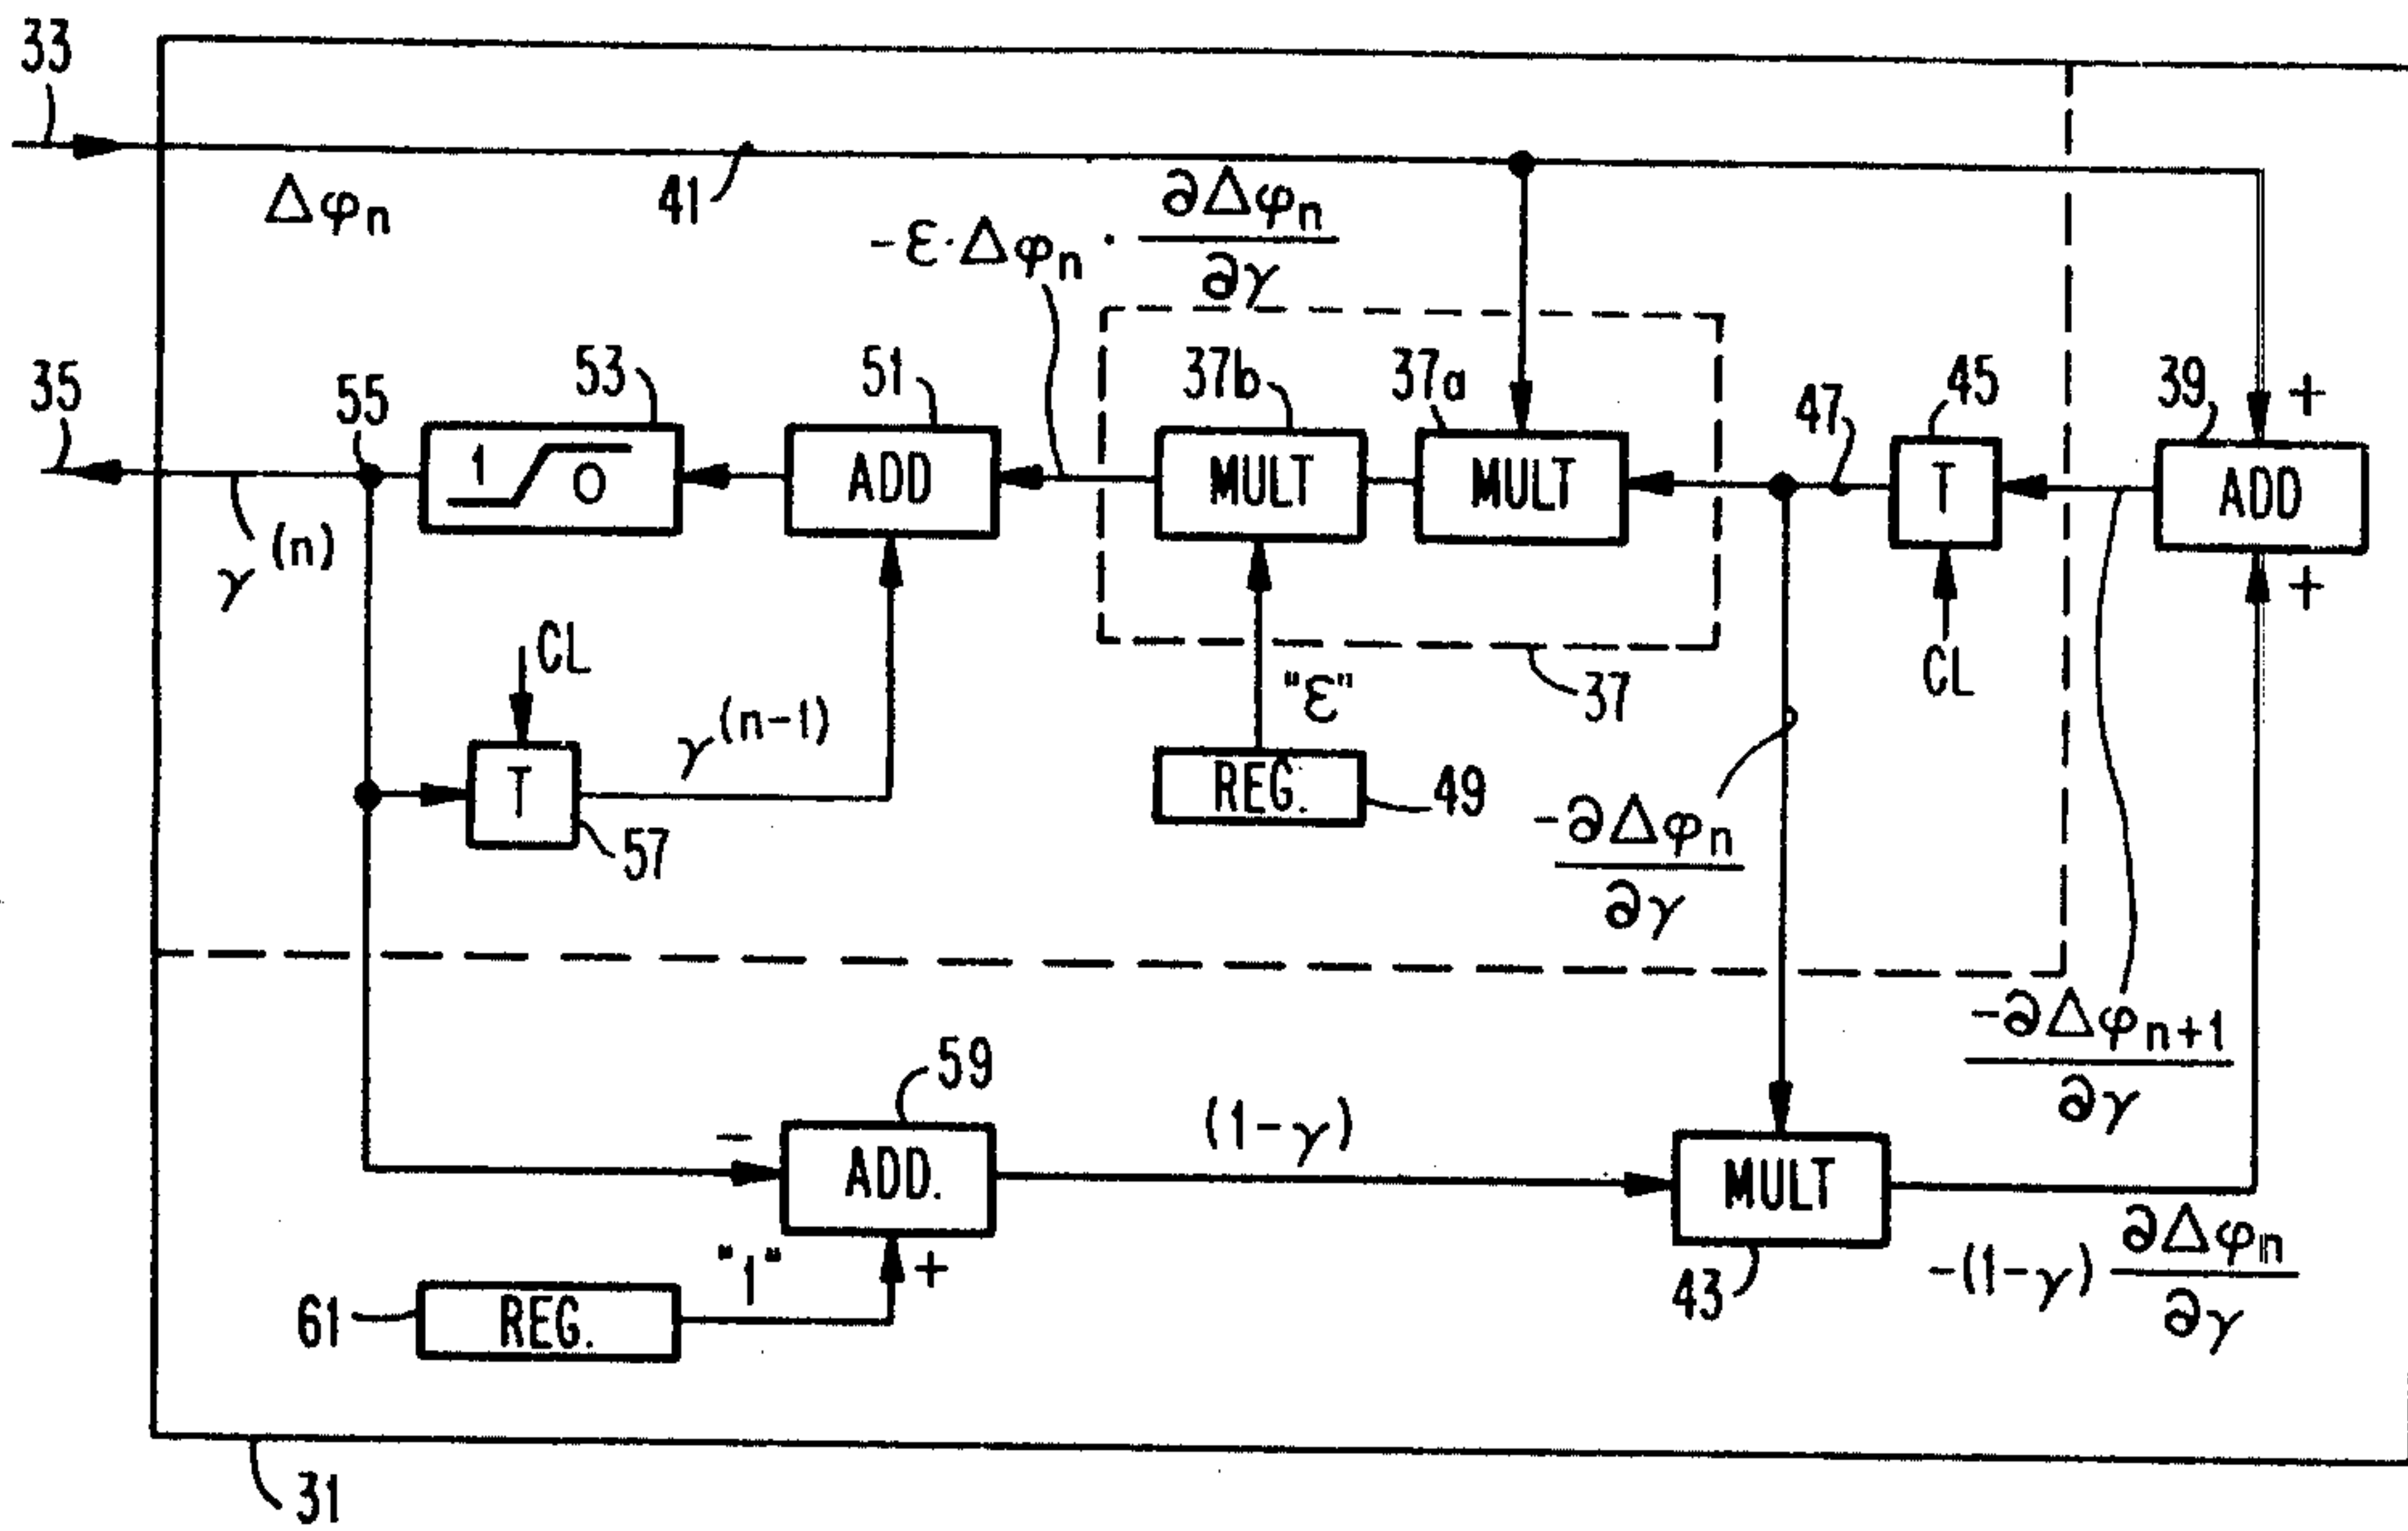 33
Δφn
41
-ε·Δφn · ∂Δφn/∂γ
35
55
53
51
37b
37a
47
45
39
+
1 0
ADD
MULT
MULT
T
ADD
γ(n)
+
CL
CL
γ(n-1)
"ε"
37
T
REG.
49
57
-∂Δφn/∂γ
-∂Δφn+1/∂γ
59
(1-γ)
-
ADD.
MULT
"1"
+
43
-(1-γ) ∂Δφn/∂γ
61
REG.
31